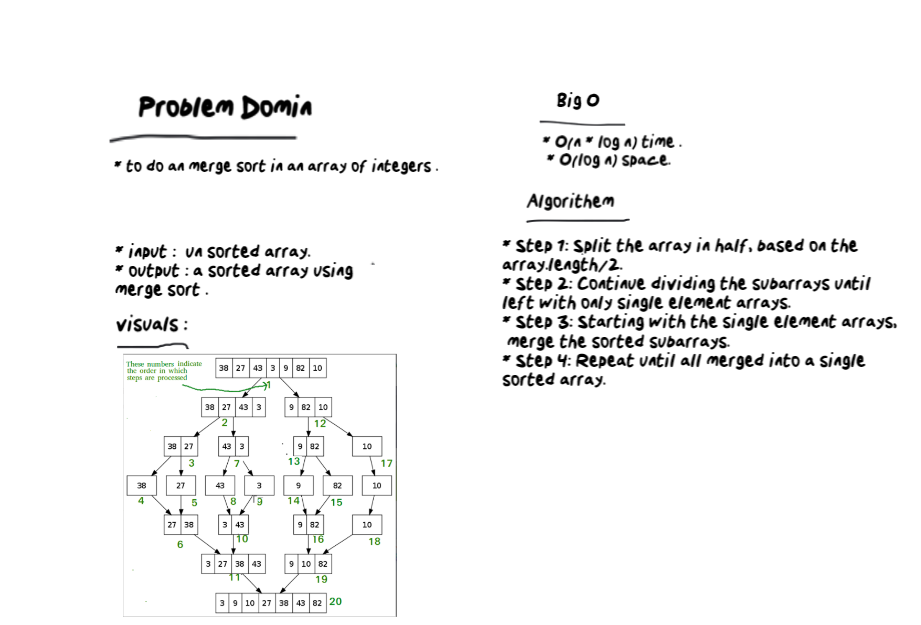 Problem Domin
* to do an merge sort in an array of integers.
* input : un sorted array.
* output : a sorted array using
merge sort.
visuals :
These numbers indicate
the order in which
steps are processed
38 27 43 3 9 82 10
1
38 27 43 3
9 82 10
2
12
38 27
43 3
9 82
10
3
7
13
17
38
27
43
3
9
82
10
4
5
8
9
14
15
27 38
3 43
9 82
10
6
10
16
18
3 27 38 43
9 10 82
11
19
3 9 10 27 38 43 82
20
Big O
* O(n * log n) time.
* O(log n) space.
Algorithem
* Step 1: Split the array in half, based on the
array.length/2.
* Step 2: Continue dividing the subarrays until
left with only single element arrays.
* Step 3: Starting with the single element arrays,
merge the sorted subarrays.
* Step 4: Repeat until all merged into a single
sorted array.